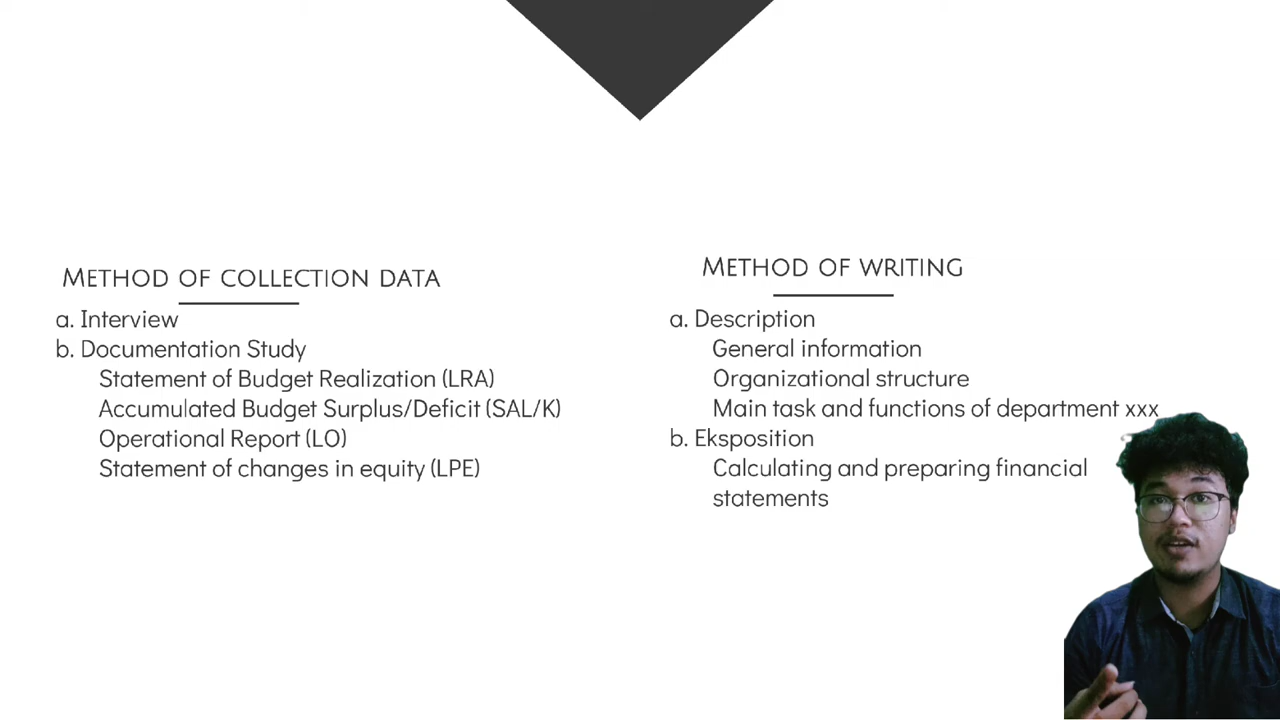 METHOD OF COLLECTION DATA
a. Interview
b. Documentation Study
Statement of Budget Realization (LRA)
Accumulated Budget Surplus/Deficit (SAL/K)
Operational Report (LO)
Statement of changes in equity (LPE)
METHOD OF WRITING
a. Description
General information
Organizational structure
Main task and functions of department xxx
b. Eksposition
Calculating and preparing financial
statements